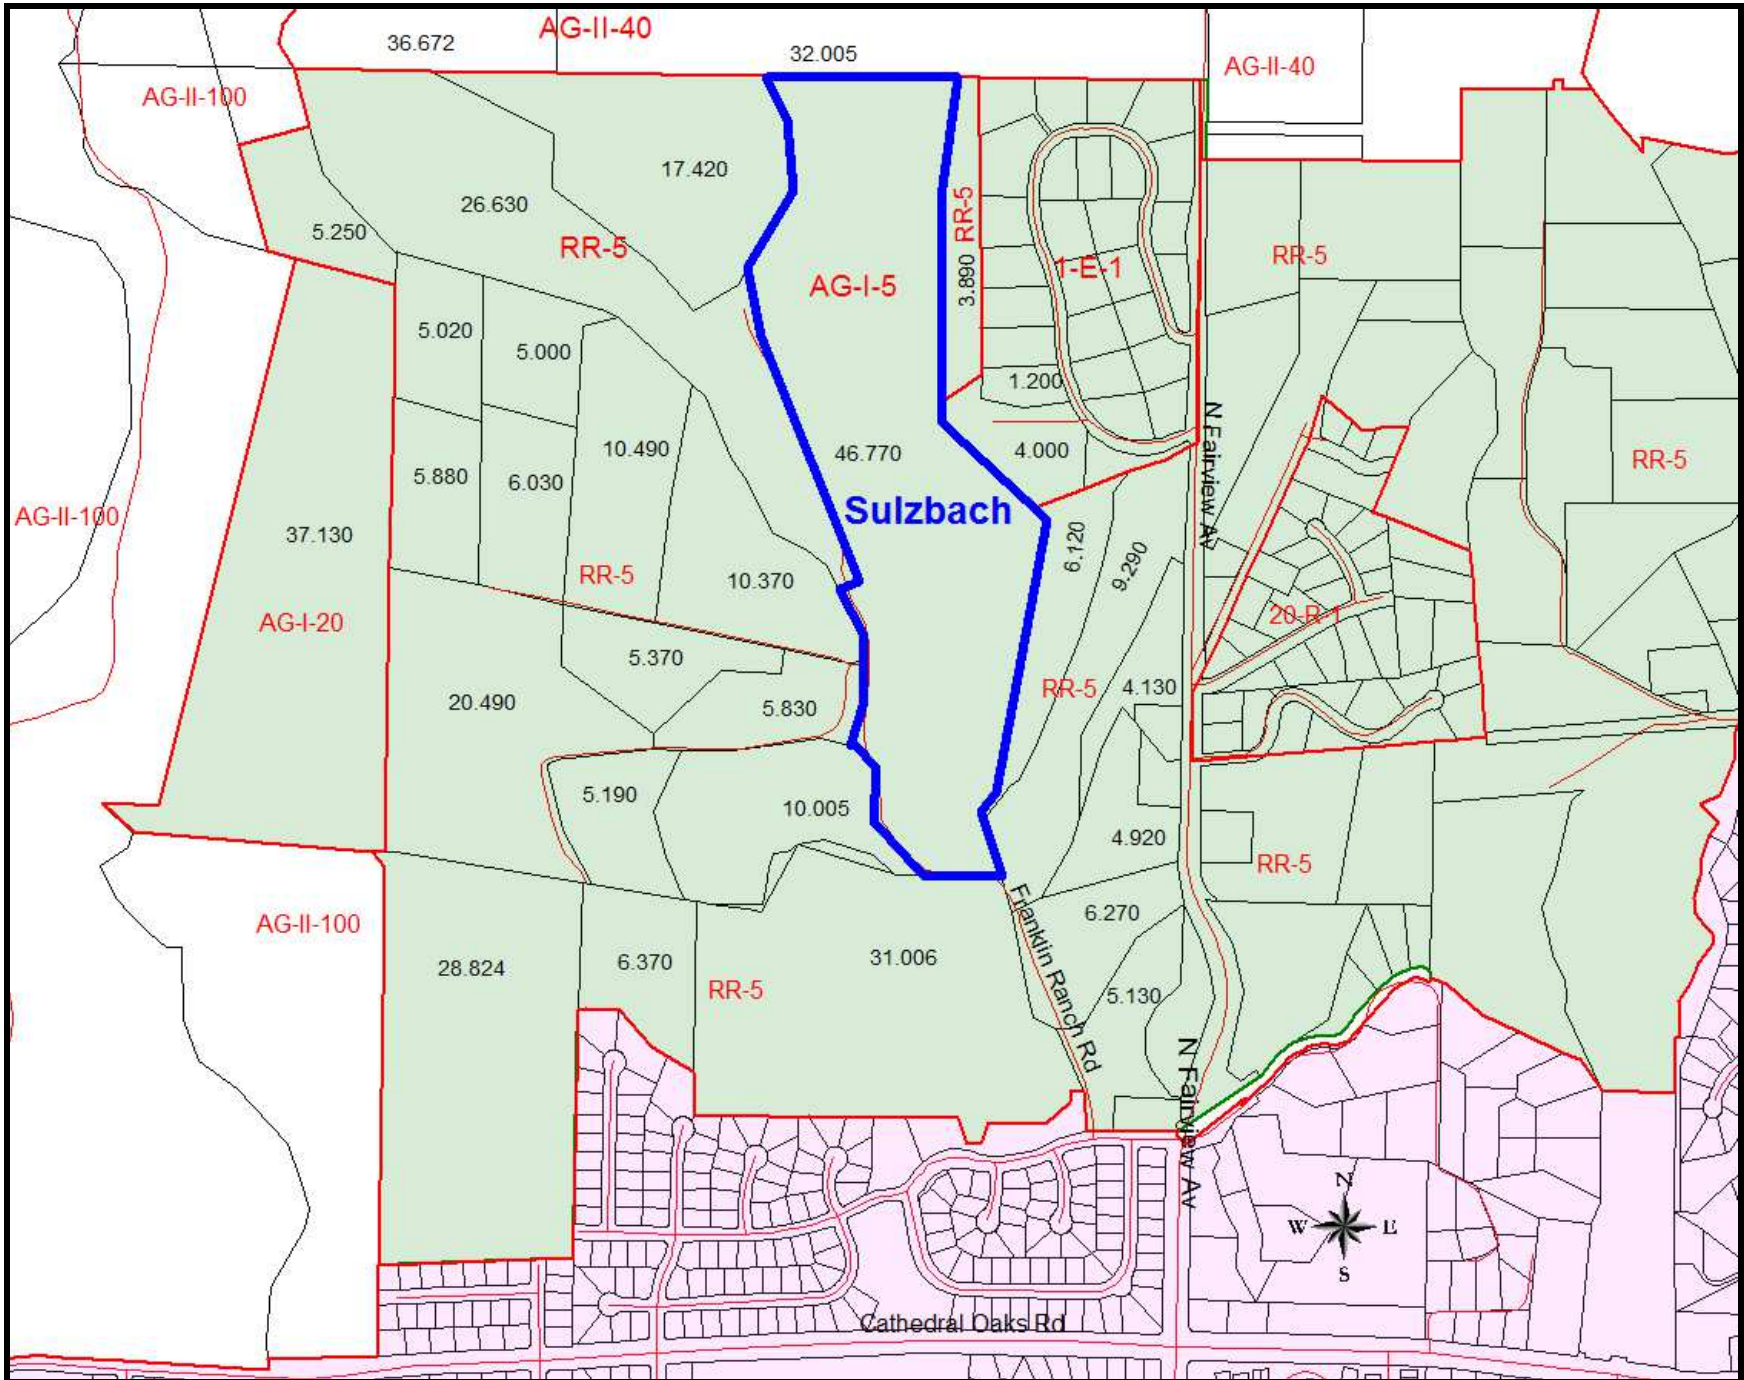 AG-II-40
36.672
32.005
AG-II-40
AG-II-100
17.420
26.630
5.250
RR-5
RR-5
RR-5
1-E-1
3.890
AG-I-5
5.020
5.000
1.200
N Fairview Av
10.490
46.770
4.000
RR-5
5.880
6.030
Sulzbach
AG-II-100
37.130
6.120
9.290
RR-5
10.370
AG-I-20
20-R-1
5.370
RR-5
4.130
20.490
5.830
5.190
10.005
4.920
RR-5
AG-II-100
Franklin Ranch Rd
6.270
28.824
6.370
31.006
RR-5
5.130
N Fairview Av
N
W E
S
Cathedral Oaks Rd